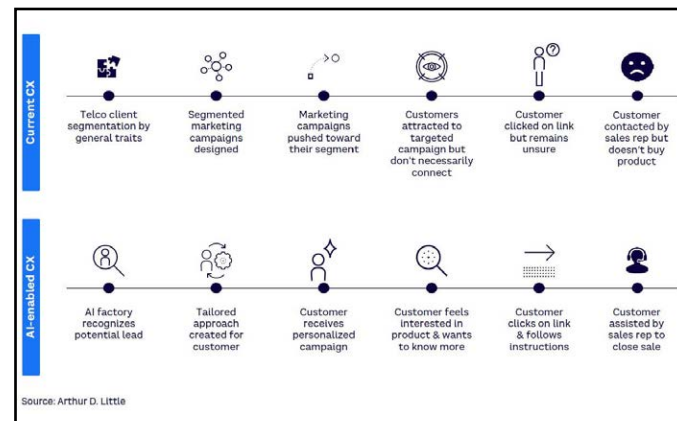 Current CX
Telco client
segmentation by
general traits
Segmented
marketing
campaigns
designed
Marketing
campaigns
pushed toward
their segment
Customers
attracted to
targeted
campaign but
don't necessarily
connect
Customer
clicked on link
but remains
unsure
Customer
contacted by
sales rep but
doesn't buy
product
AI-enabled CX
AI factory
recognizes
potential lead
Tailored
approach
created for
customer
Customer
receives
personalized
campaign
Customer feels
interested in
product & wants
to know more
Customer
clicks on link
& follows
instructions
Customer
assisted by
sales rep to
close sale
Source: Arthur D. Little